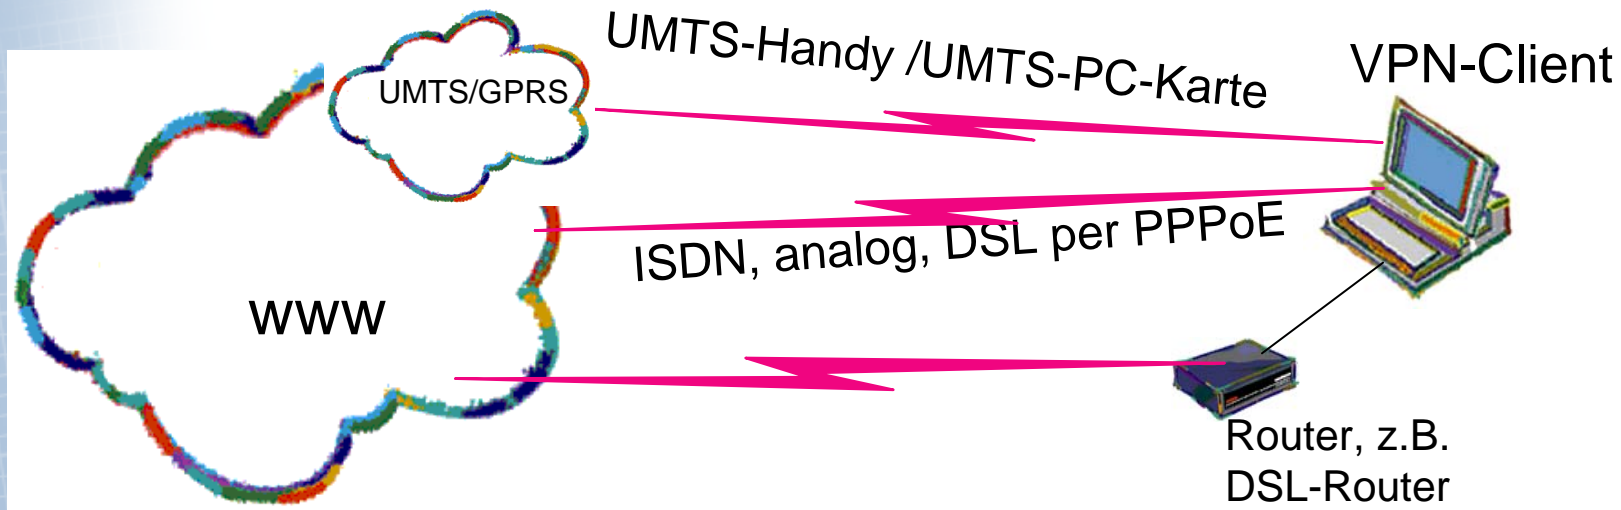 UMTS-Handy /UMTS-PC-Karte
VPN-Client
UMTS/GPRS
ISDN, analog, DSL per PPPoE
www
Router, z.B.
DSL-Router